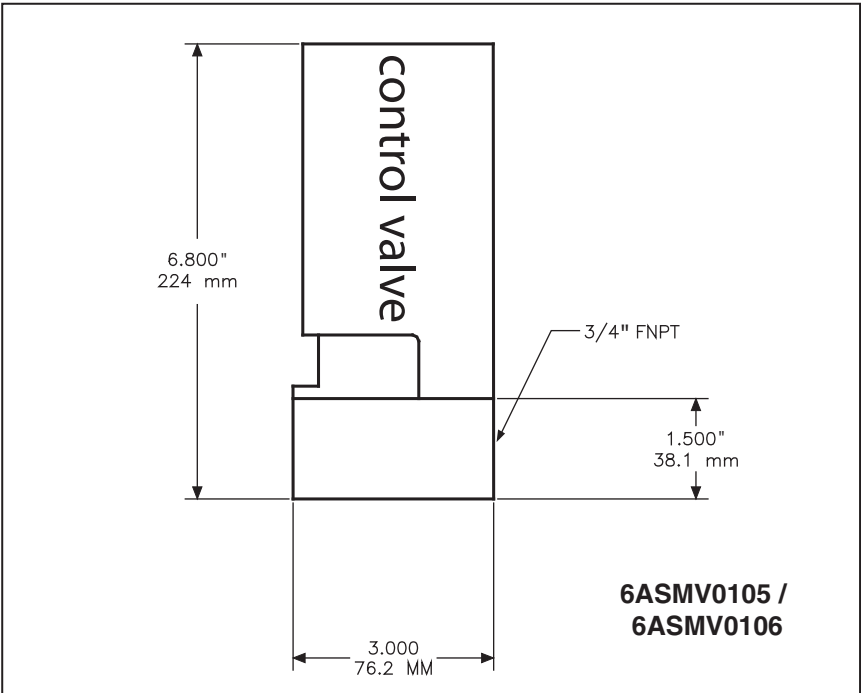 control valve
6.800"
224 mm
3/4" FNPT
1.500"
38.1 mm
6ASMV0105 /
6ASMV0106
3.000
76.2 MM